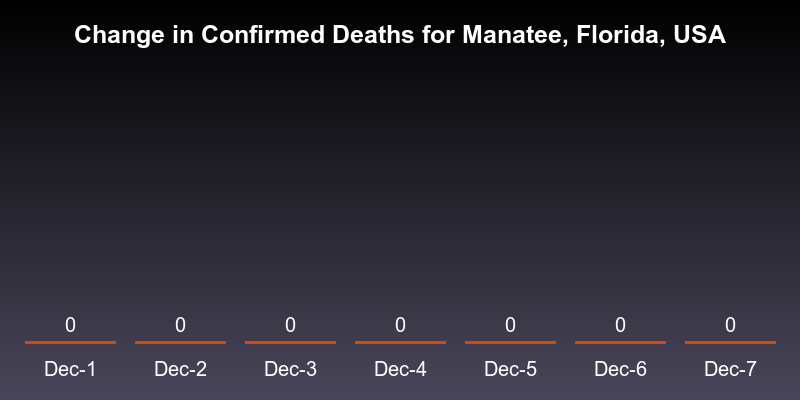 Change in Confirmed Deaths for Manatee, Florida, USA
0 0 0 0 0 0 0
Dec-1 Dec-2 Dec-3 Dec-4 Dec-5 Dec-6 Dec-7